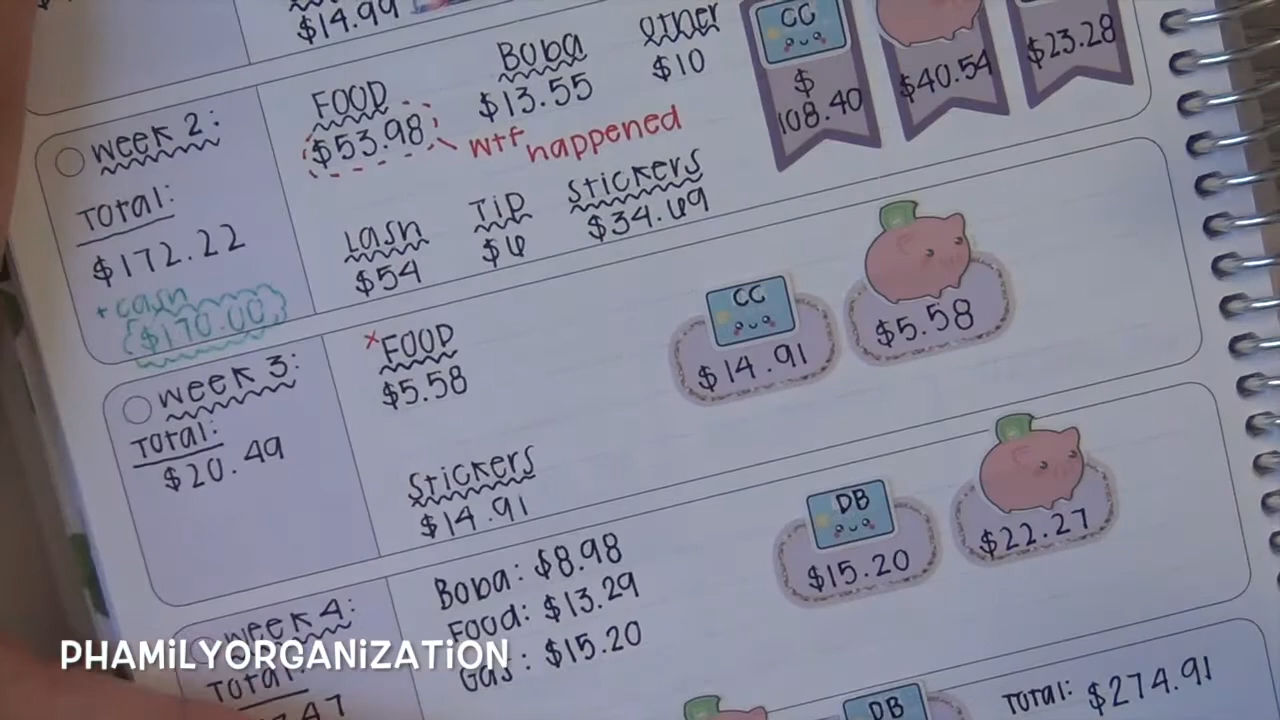 $14.99
week 2:
Total:
$172.22
+ cash
$170.00
FOOD
$53.98
Boba
$13.55
other
$10
wtf happened
cash
$54
Tip
$6
Stickers
$34.69
CC
$
108.40
$40.54
$23.28
week 3:
Total:
$20.49
×FOOD
$5.58
Stickers
$14.91
CC
$14.91
$5.58
week 4:
Total:
Boba: $8.98
Food: $13.29
Gas: $15.20
DB
$15.20
$22.27
DB
Total: $274.91
PHAMILYORGANIZATION